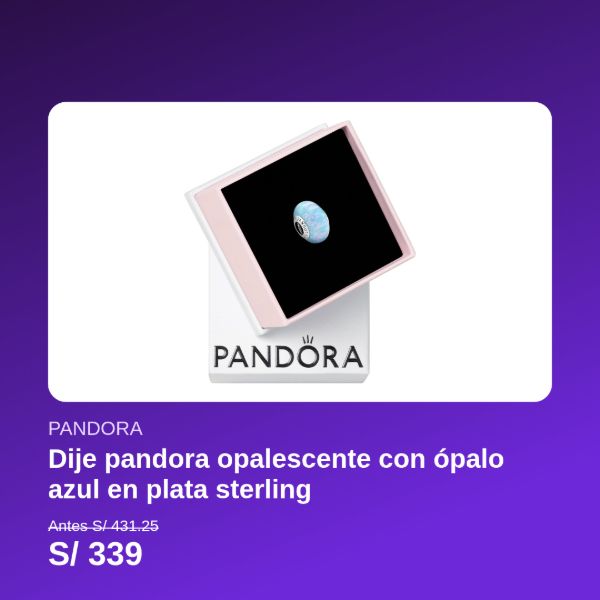 PANDORA
PANDORA
Dije pandora opalescente con ópalo
azul en plata sterling
Antes S/ 431.25
S/ 339